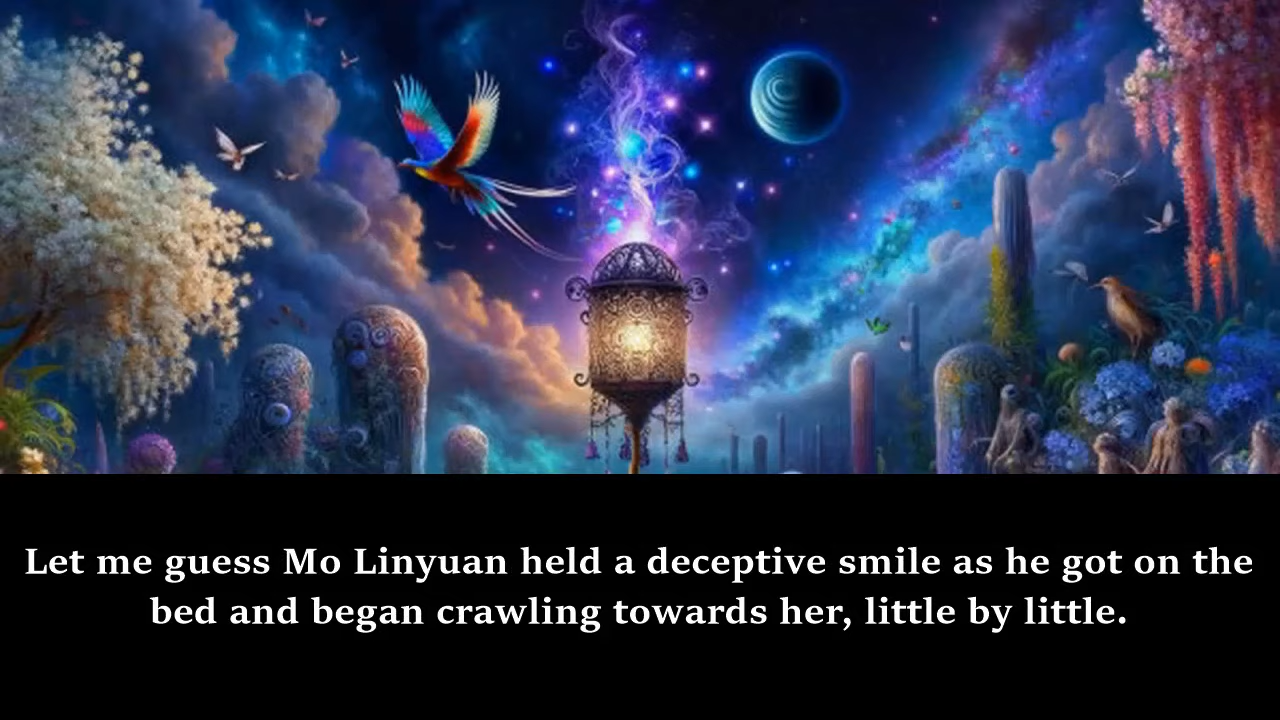 Let me guess Mo Linyuan held a deceptive smile as he got on the
bed and began crawling towards her, little by little.